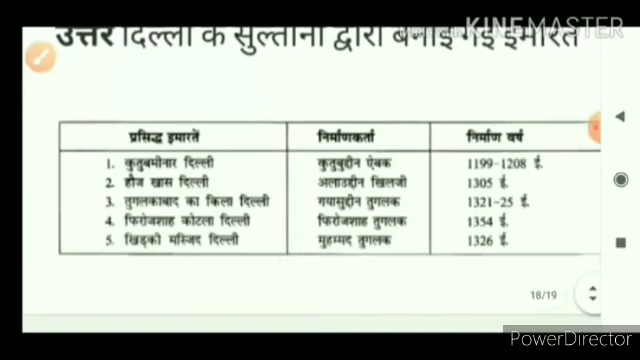 Made with KINEMASTER
उत्तर दिल्ली के सुल्तानों द्वारा बनाई गई इमारतें
प्रसिद्ध इमारतें निर्माणकर्ता निर्माण वर्ष
1. कुतुबमीनार दिल्ली कुतुबुद्दीन ऐबक 1199-1208 ई.
2. हौज खास दिल्ली अलाउद्दीन खिलजी 1305 ई.
3. तुगलकाबाद का किला दिल्ली गयासुद्दीन तुगलक 1321-25 ई.
4. फिरोजशाह कोटला दिल्ली फिरोजशाह तुगलक 1354 ई.
5. खिड़की मस्जिद दिल्ली मुहम्मद तुगलक 1326 ई.
18/19
PowerDirector